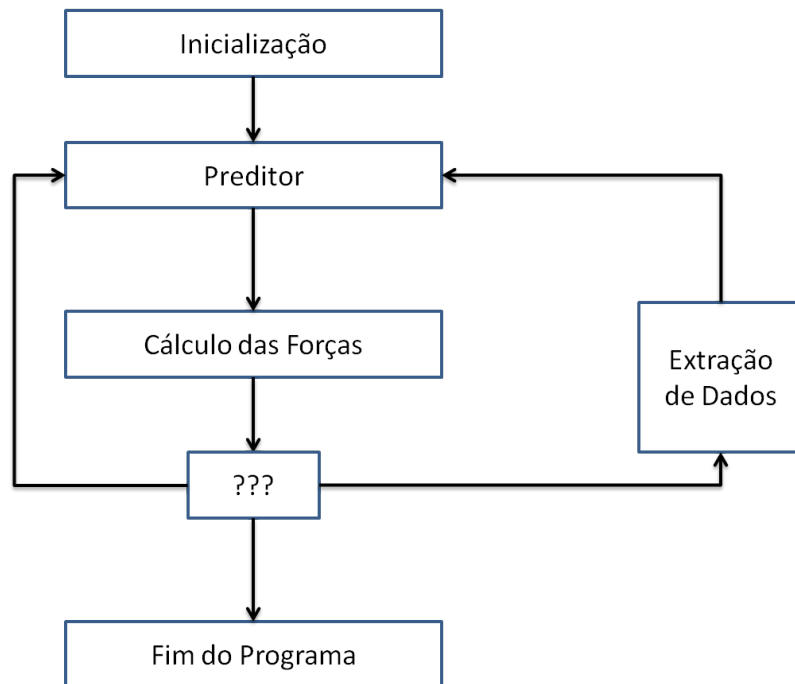 Inicialização
Preditor
Cálculo das Forças
Extração
de Dados
???
Fim do Programa